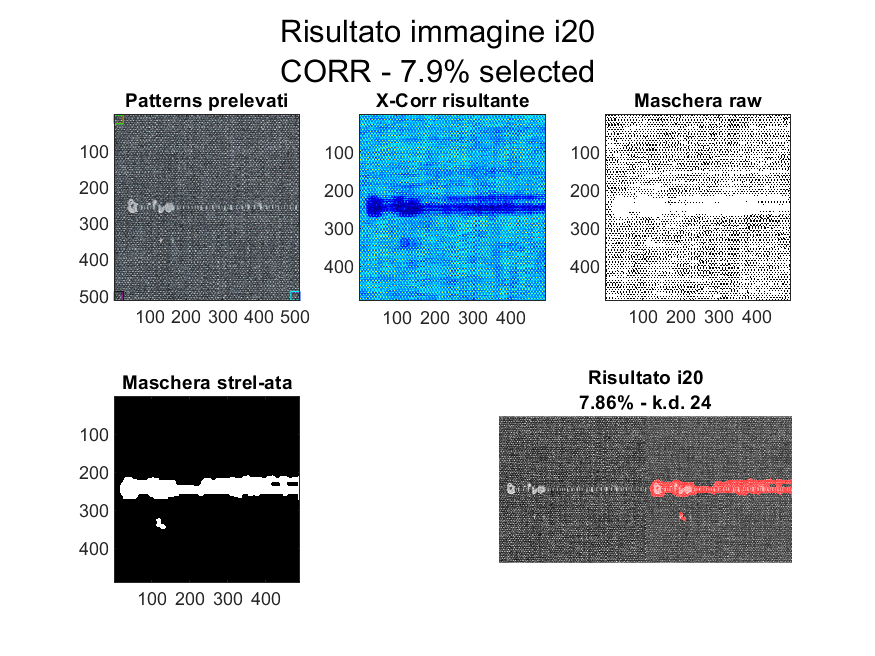 Risultato immagine i20
CORR - 7.9% selected
Patterns prelevati
100
200
300
400
500
100 200 300 400 500
X-Corr risultante
100
200
300
400
100 200 300 400
Maschera raw
100
200
300
400
100 200 300 400
Maschera strel-ata
100
200
300
400
100 200 300 400
Risultato i20
7.86% - k.d. 24